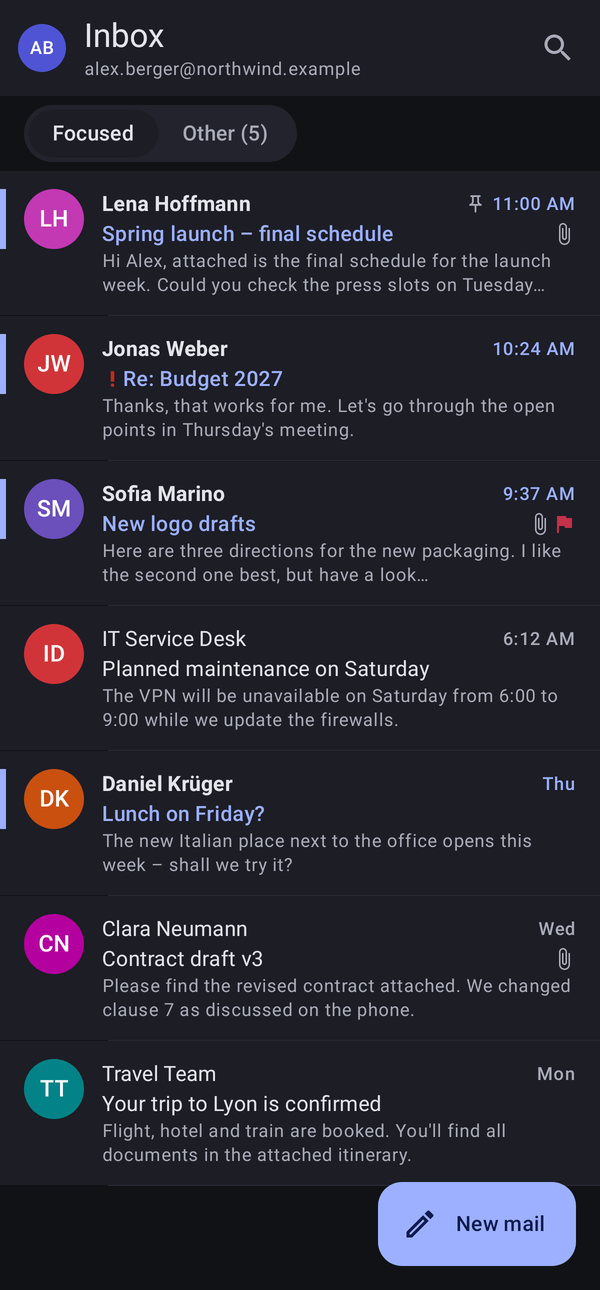 AB
Inbox
alex.berger@northwind.example
Focused
Other (5)
LH
Lena Hoffmann
11:00 AM
Spring launch – final schedule
Hi Alex, attached is the final schedule for the launch
week. Could you check the press slots on Tuesday…
JW
Jonas Weber
10:24 AM
! Re: Budget 2027
Thanks, that works for me. Let's go through the open
points in Thursday's meeting.
SM
Sofia Marino
9:37 AM
New logo drafts
Here are three directions for the new packaging. I like
the second one best, but have a look…
ID
IT Service Desk
6:12 AM
Planned maintenance on Saturday
The VPN will be unavailable on Saturday from 6:00 to
9:00 while we update the firewalls.
DK
Daniel Krüger
Thu
Lunch on Friday?
The new Italian place next to the office opens this
week – shall we try it?
CN
Clara Neumann
Wed
Contract draft v3
Please find the revised contract attached. We changed
clause 7 as discussed on the phone.
TT
Travel Team
Mon
Your trip to Lyon is confirmed
Flight, hotel and train are booked. You'll find all
documents in the attached itinerary.
New mail